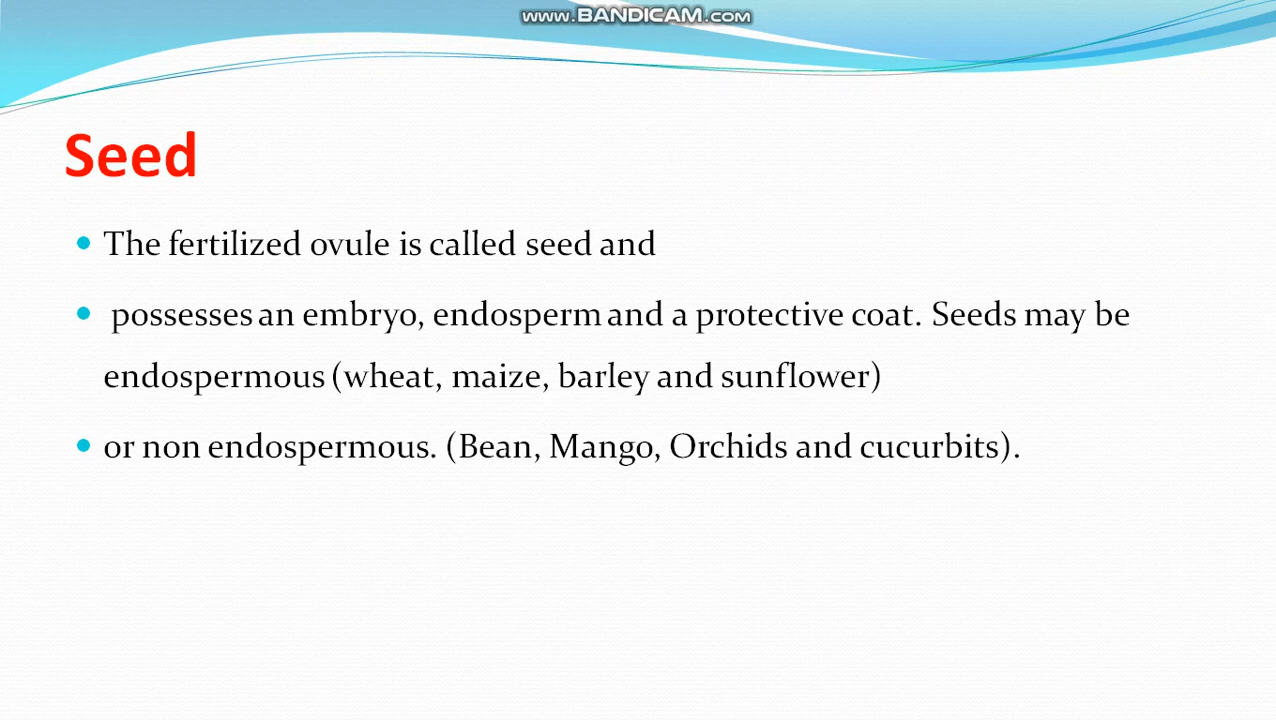 www.BANDICAM.com
Seed
The fertilized ovule is called seed and
possesses an embryo, endosperm and a protective coat. Seeds may be
endospermous (wheat, maize, barley and sunflower)
or non endospermous. (Bean, Mango, Orchids and cucurbits).